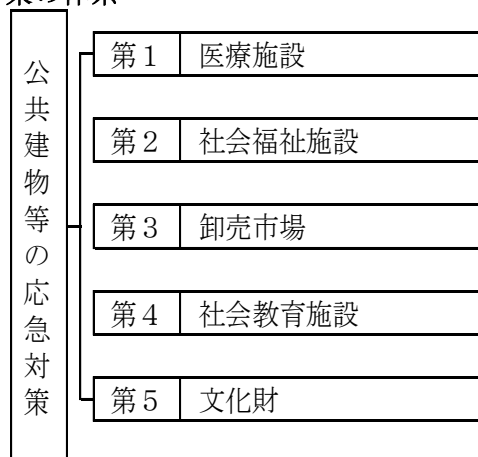 公共建物等の応急対策
第１ 医療施設
第２ 社会福祉施設
第３ 卸売市場
第４ 社会教育施設
第５ 文化財